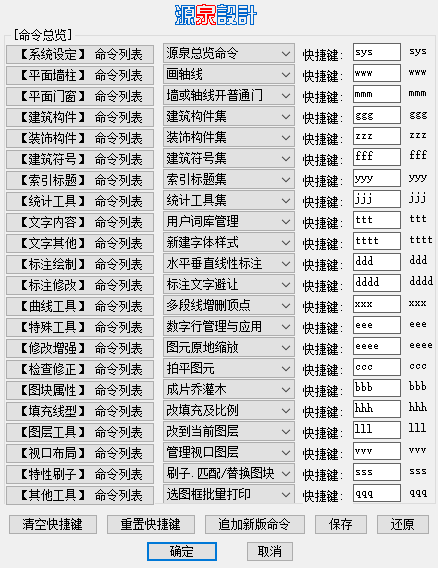 源泉設計
[命令总览]
【系统设定】 命令列表 源泉总览命令 快捷键: sys sys
【平面墙柱】 命令列表 画轴线 快捷键: www www
【平面门窗】 命令列表 墙或轴线开普通门 快捷键: mmm mmm
【建筑构件】 命令列表 建筑构件集 快捷键: ggg ggg
【装饰构件】 命令列表 装饰构件集 快捷键: zzz zzz
【建筑符号】 命令列表 建筑符号集 快捷键: fff fff
【索引标题】 命令列表 索引标题集 快捷键: yyy yyy
【统计工具】 命令列表 统计工具集 快捷键: jjj jjj
【文字内容】 命令列表 用户词库管理 快捷键: ttt ttt
【文字其他】 命令列表 新建字体样式 快捷键: tttt tttt
【标注绘制】 命令列表 水平垂直线性标注 快捷键: ddd ddd
【标注修改】 命令列表 标注文字避让 快捷键: dddd dddd
【曲线工具】 命令列表 多段线增删顶点 快捷键: xxx xxx
【特殊工具】 命令列表 数字行管理与应用 快捷键: eee eee
【修改增强】 命令列表 图元原地缩放 快捷键: eeee eeee
【检查修正】 命令列表 拍平图元 快捷键: ccc ccc
【图块属性】 命令列表 成片乔灌木 快捷键: bbb bbb
【填充线型】 命令列表 改填充及比例 快捷键: hhh hhh
【图层工具】 命令列表 改到当前图层 快捷键: lll lll
【视口布局】 命令列表 管理视口图层 快捷键: vvv vvv
【特性刷子】 命令列表 刷子.匹配/替换图块 快捷键: sss sss
【其他工具】 命令列表 选图框批量打印 快捷键: qqq qqq
清空快捷键 重置快捷键 追加新版命令 保存 还原
确定 取消